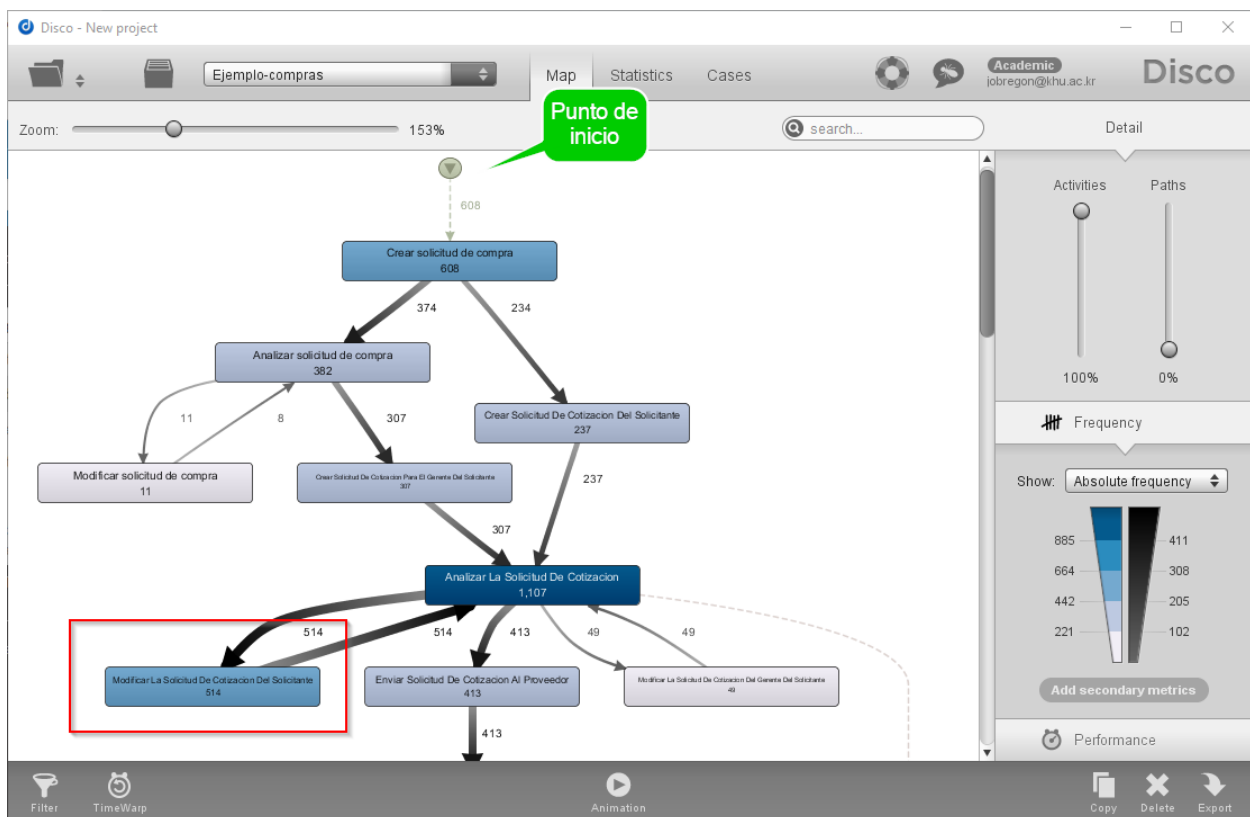 Disco - New project
Ejemplo-compras
Map
Statistics
Cases
Academic
jobregon@khu.ac.kr
Disco
Zoom:
153%
Punto de
inicio
search...
Detail
Activities
Paths
100%
0%
Frequency
Show:
Absolute frequency
885
411
664
308
442
205
221
102
Add secondary metrics
Performance
608
Crear solicitud de compra
608
374
234
Analizar solicitud de compra
382
11
8
307
Crear Solicitud De Cotizacion Del Solicitante
237
Modificar solicitud de compra
11
Crear Solicitud De Cotizacion Para El Gerente Del Solicitante
307
237
307
Analizar La Solicitud De Cotizacion
1,107
514
514
413
49
49
Modificar La Solicitud De Cotizacion Del Solicitante
514
Enviar Solicitud De Cotizacion Al Proveedor
413
Modificar La Solicitud De Cotizacion Del Gerente Del Solicitante
49
413
Filter
TimeWarp
Animation
Copy
Delete
Export